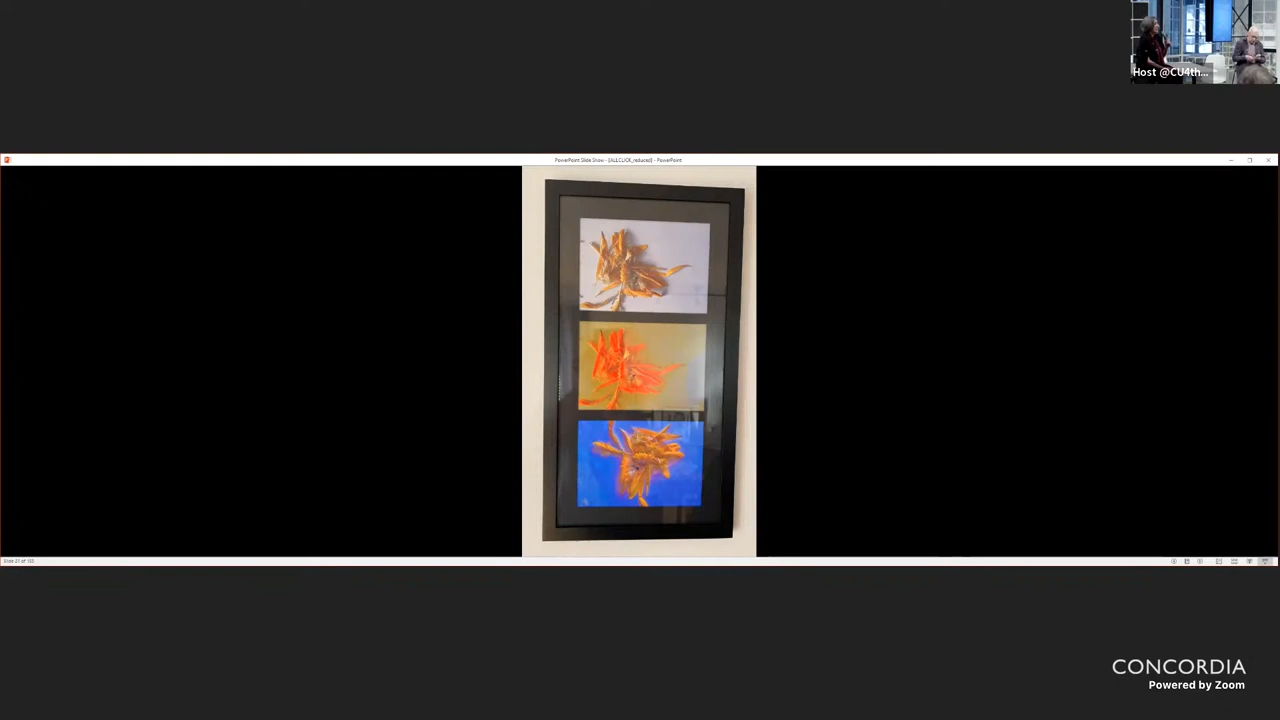 Host @CU4th...
PowerPoint Slide Show - [ALLCLICK_reduced] - PowerPoint
CONCORDIA
Powered by Zoom